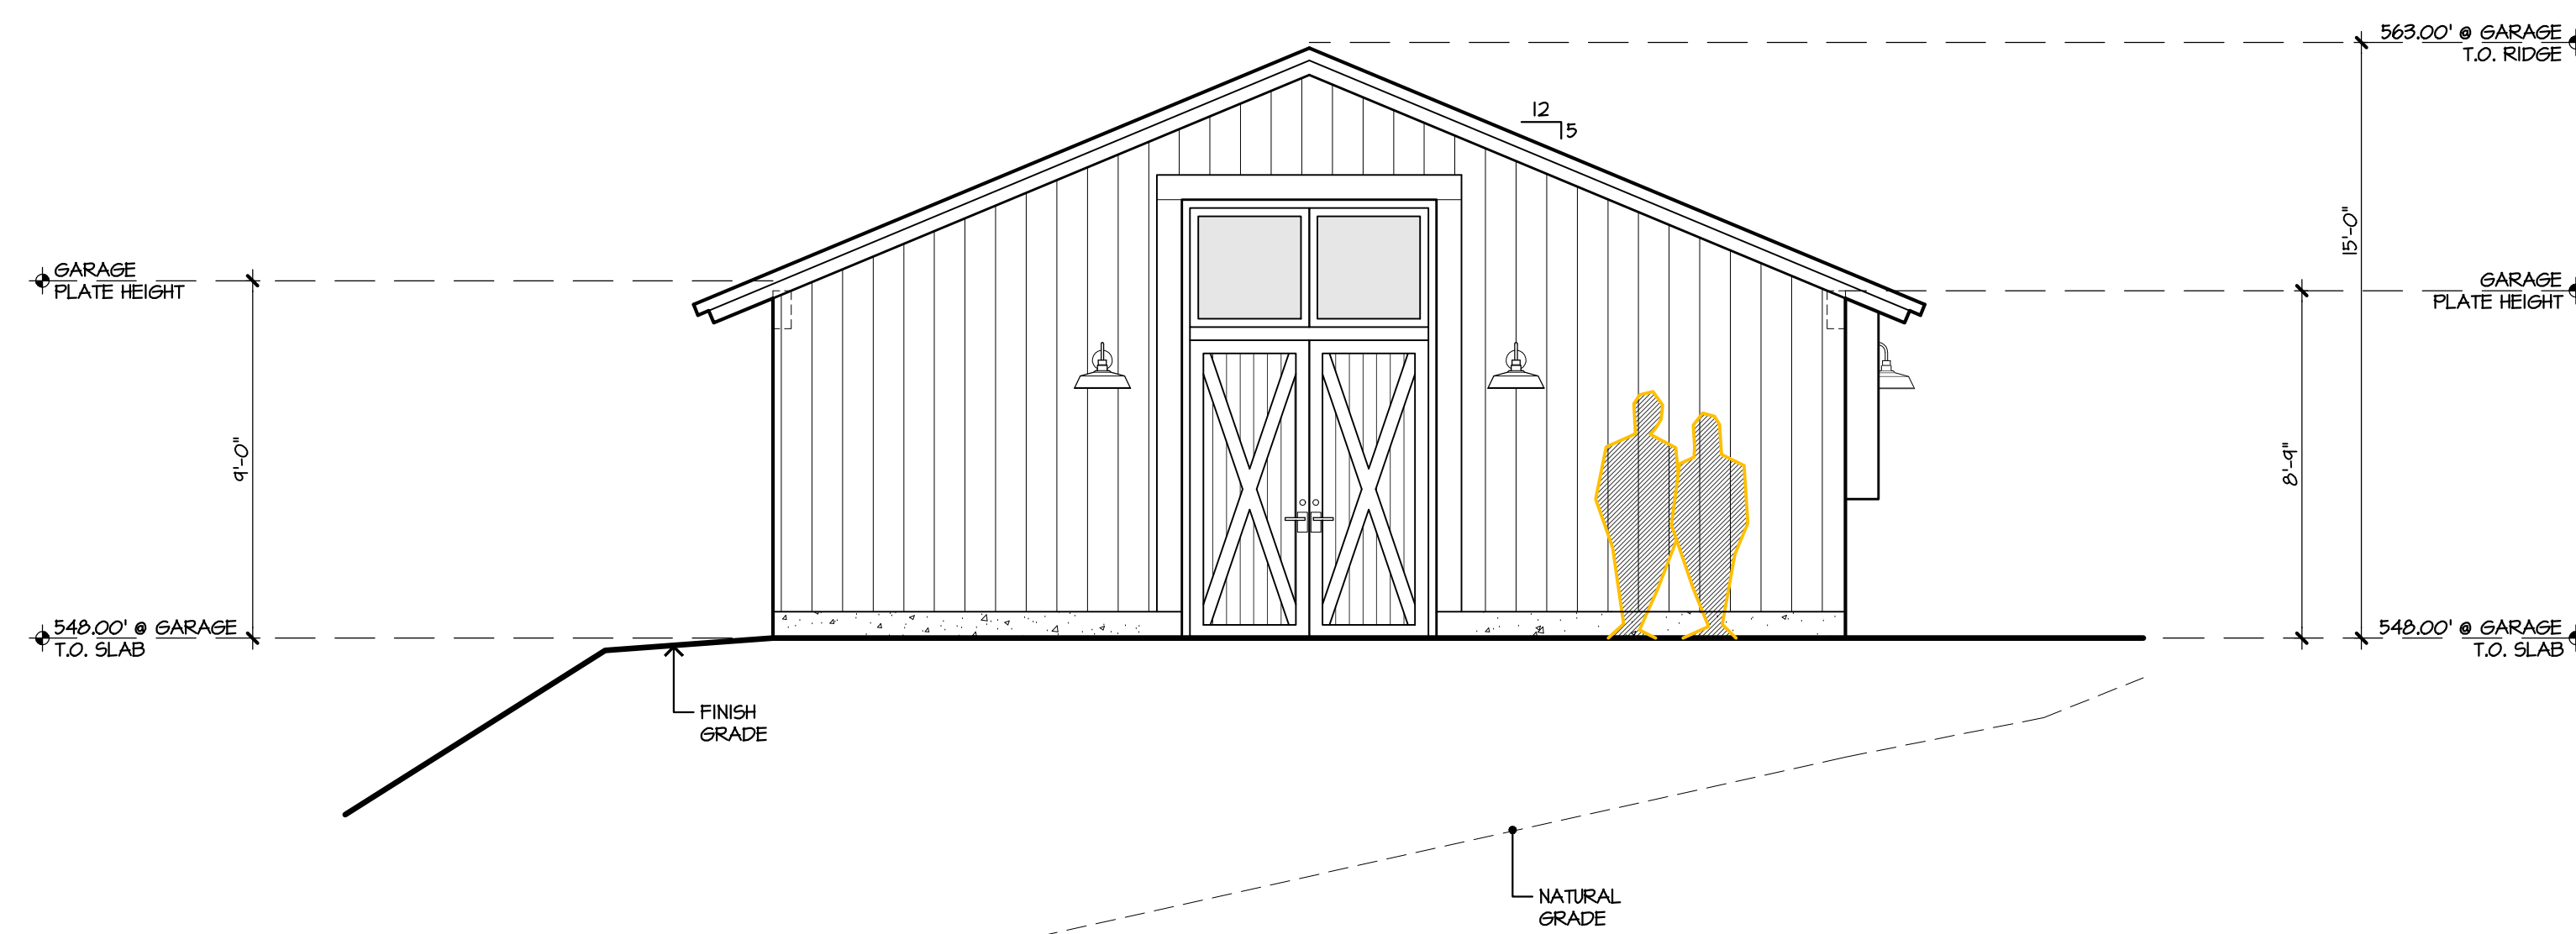 563.00' @ GARAGE
T.O. RIDGE
12
5
15'-0"
GARAGE
PLATE HEIGHT
GARAGE
PLATE HEIGHT
9'-0"
8'-9"
548.00' @ GARAGE
T.O. SLAB
548.00' @ GARAGE
T.O. SLAB
FINISH
GRADE
NATURAL
GRADE